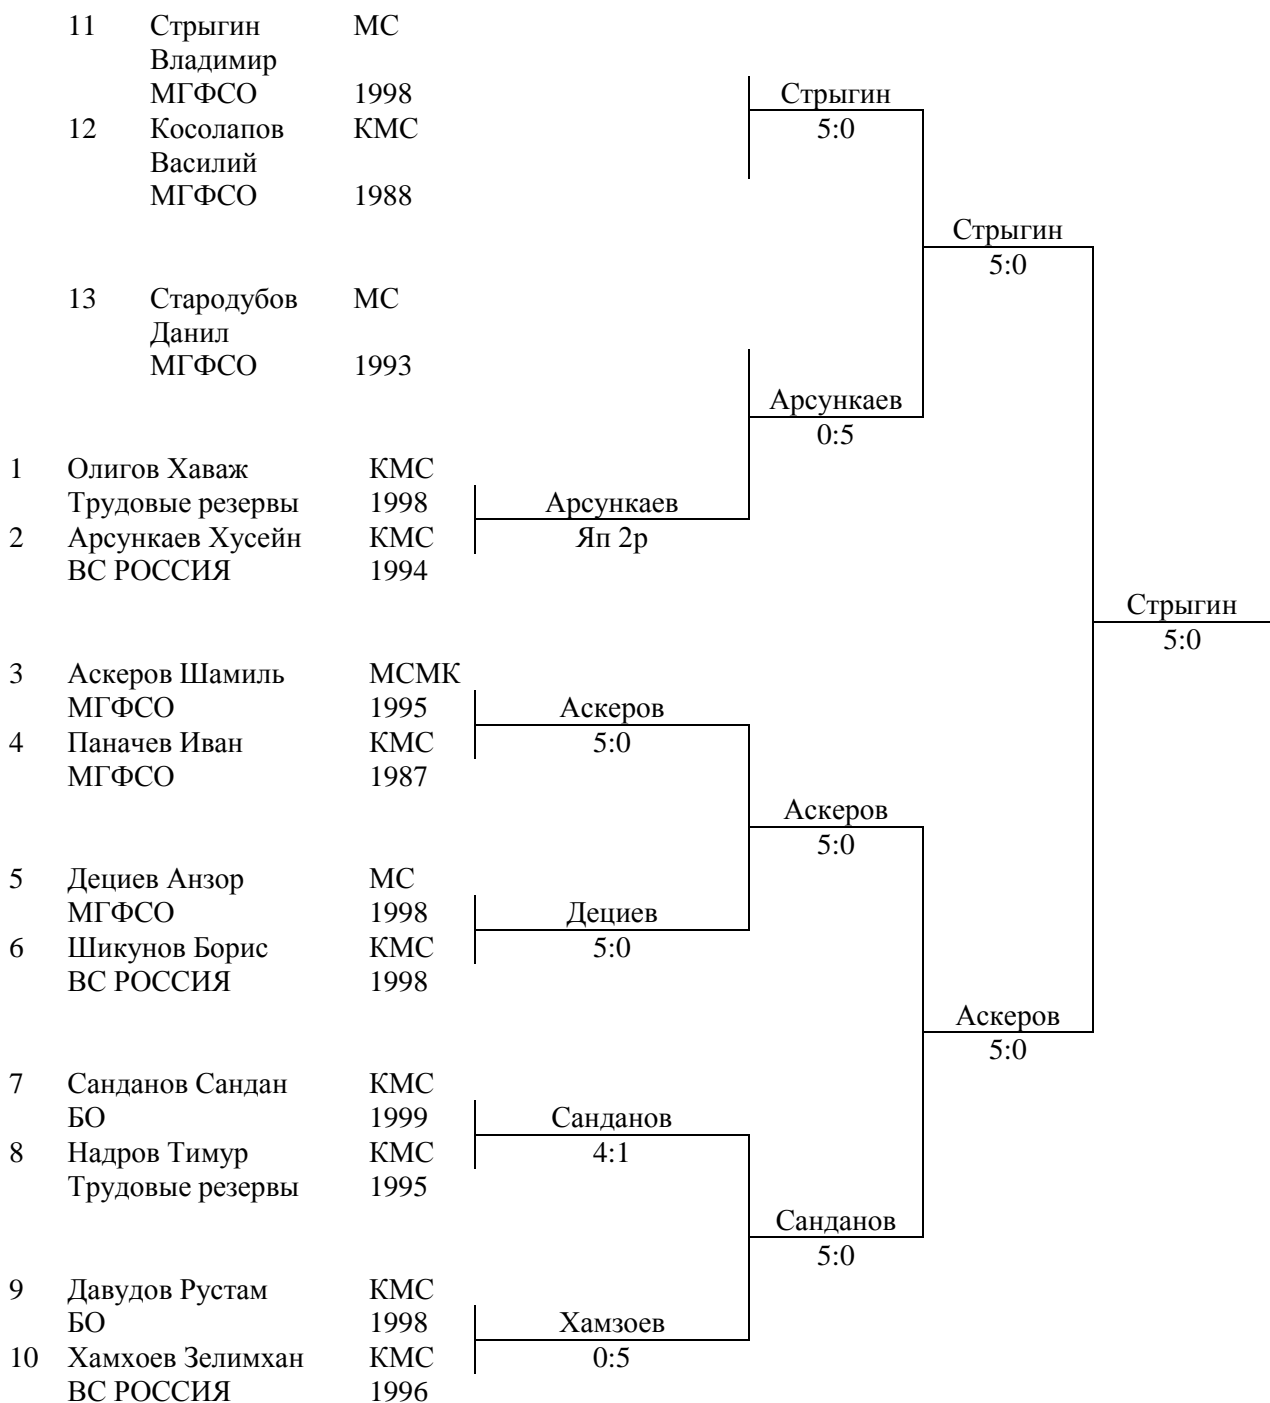 11 Стрыгин МС
Владимир
МГФСО 1998 Стрыгин
12 Косолапов КМС 5:0
Василий
МГФСО 1988
Стрыгин
5:0
13 Стародубов МС
Данил
МГФСО 1993
Арсункаев
0:5
1 Олигов Хаваж КМС
Трудовые резервы 1998 Арсункаев
2 Арсункаев Хусейн КМС Яп 2р
ВС РОССИЯ 1994
Стрыгин
5:0
3 Аскеров Шамиль МСМК
МГФСО 1995 Аскеров
4 Паначев Иван КМС 5:0
МГФСО 1987
Аскеров
5:0
5 Дециев Анзор МС
МГФСО 1998 Дециев
6 Шикунов Борис КМС 5:0
ВС РОССИЯ 1998
Аскеров
5:0
7 Санданов Сандан КМС
БО 1999 Санданов
8 Надров Тимур КМС 4:1
Трудовые резервы 1995
Санданов
5:0
9 Давудов Рустам КМС
БО 1998 Хамзоев
10 Хамхоев Зелимхан КМС 0:5
ВС РОССИЯ 1996